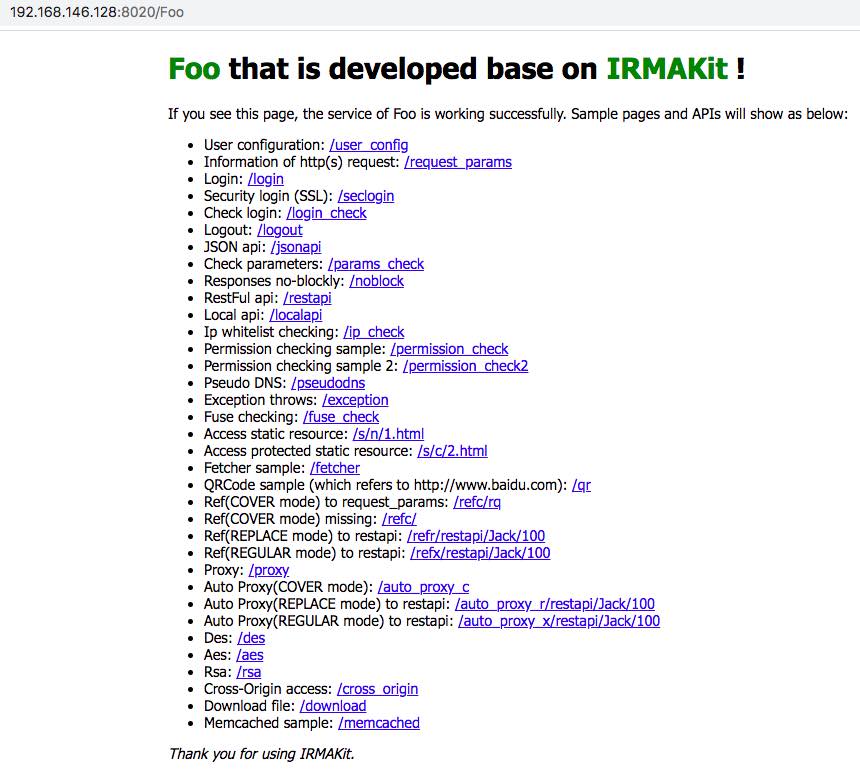 192.168.146.128:8020/Foo
Foo that is developed base on IRMAKit !
If you see this page, the service of Foo is working successfully. Sample pages and APIs will show as below:
• User configuration: /user_config
• Information of http(s) request: /request_params
• Login: /login
• Security login (SSL): /seclogin
• Check login: /login_check
• Logout: /logout
• JSON api: /jsonapi
• Check parameters: /params_check
• Responses no-blockly: /noblock
• RestFul api: /restapi
• Local api: /localapi
• Ip whitelist checking: /ip_check
• Permission checking sample: /permission_check
• Permission checking sample 2: /permission_check2
• Pseudo DNS: /pseudodns
• Exception throws: /exception
• Fuse checking: /fuse_check
• Access static resource: /s/n/1.html
• Access protected static resource: /s/c/2.html
• Fetcher sample: /fetcher
• QRCode sample (which refers to http://www.baidu.com): /qr
• Ref(COVER mode) to request_params: /refc/rq
• Ref(COVER mode) missing: /refc/
• Ref(REPLACE mode) to restapi: /refr/restapi/Jack/100
• Ref(REGULAR mode) to restapi: /refx/restapi/Jack/100
• Proxy: /proxy
• Auto Proxy(COVER mode): /auto_proxy_c
• Auto Proxy(REPLACE mode) to restapi: /auto_proxy_r/restapi/Jack/100
• Auto Proxy(REGULAR mode) to restapi: /auto_proxy_x/restapi/Jack/100
• Des: /des
• Aes: /aes
• Rsa: /rsa
• Cross-Origin access: /cross_origin
• Download file: /download
• Memcached sample: /memcached
Thank you for using IRMAKit.